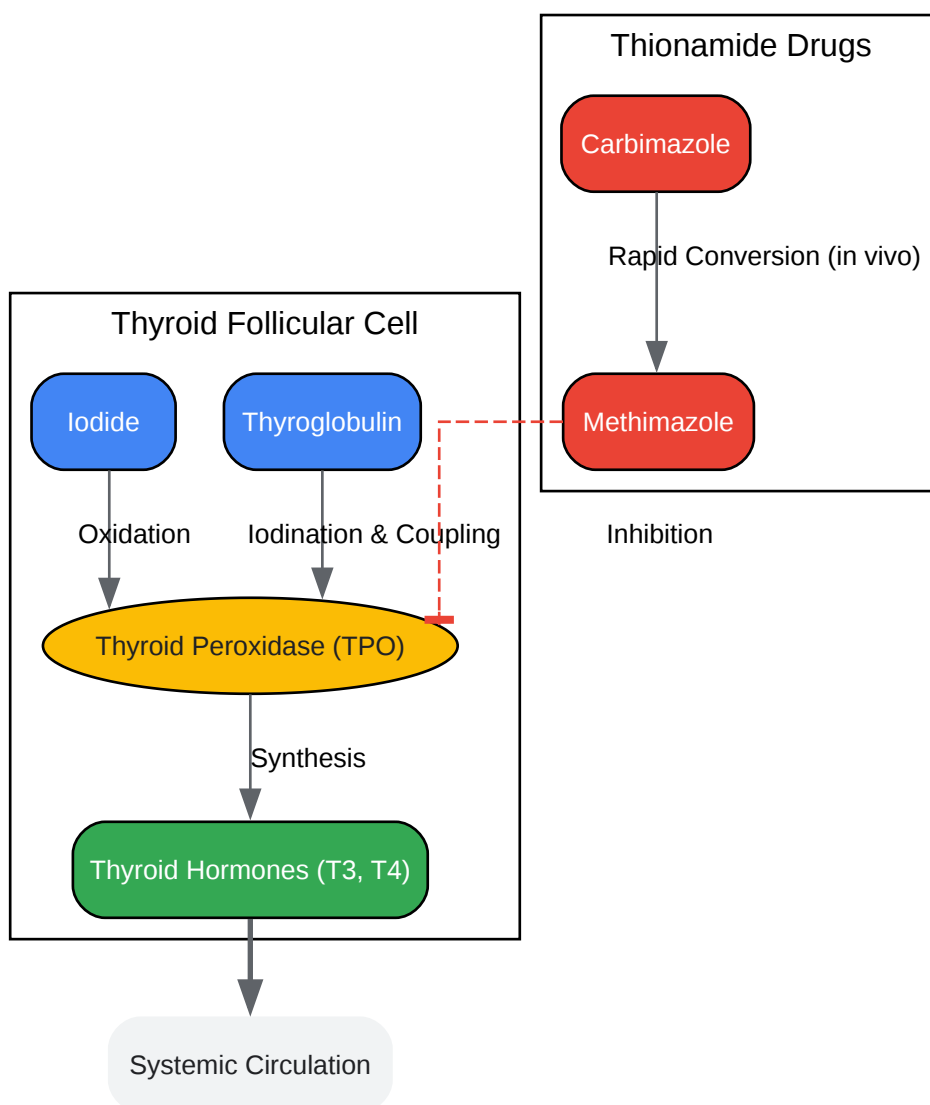 Thionamide Drugs
Carbimazole
Rapid Conversion (in vivo)
Thyroid Follicular Cell
Iodide
Thyroglobulin
Methimazole
Oxidation
Iodination & Coupling
Inhibition
Thyroid Peroxidase (TPO)
Synthesis
Thyroid Hormones (T3, T4)
Systemic Circulation